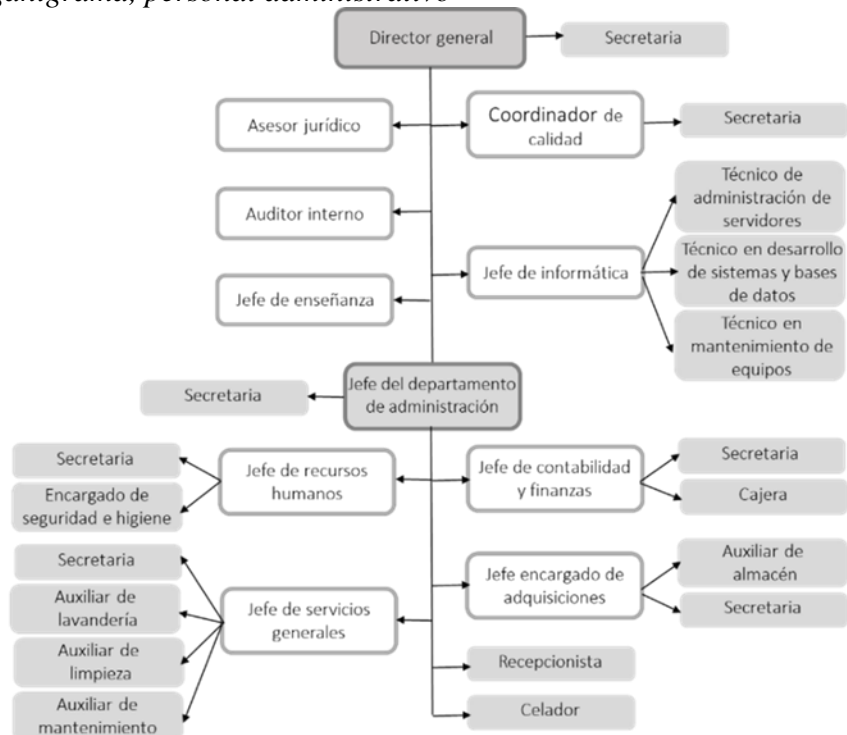 personal administrativo
Director general
Secretaria
Asesor jurídico
Coordinador de
calidad
Secretaria
Auditor interno
Técnico de
administración de
servidores
Jefe de informática
Técnico en desarrollo
de sistemas y bases
de datos
Jefe de enseñanza
Técnico en
mantenimiento de
equipos
Jefe del departamento
de administración
Secretaria
Secretaria
Encargado de
seguridad e higiene
Jefe de recursos
humanos
Jefe de contabilidad
y finanzas
Secretaria
Cajera
Secretaria
Auxiliar de
lavandería
Auxiliar de
limpieza
Auxiliar de
mantenimiento
Jefe de servicios
generales
Jefe encargado de
adquisiciones
Auxiliar de
almacén
Secretaria
Recepcionista
Celador